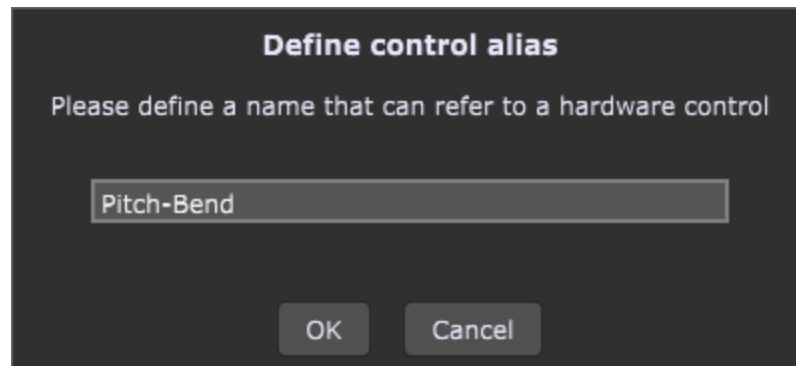 Define control alias
Please define a name that can refer to a hardware control
Pitch-Bend
OK Cancel